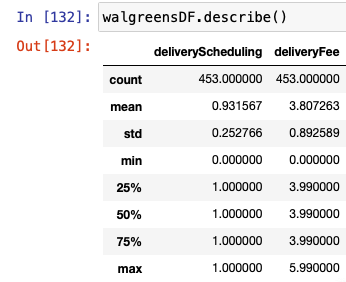 In [132]: walgreensDF.describe()
Out[132]:
deliveryScheduling deliveryFee
count 453.000000 453.000000
mean 0.931567 3.807263
std 0.252766 0.892589
min 0.000000 0.000000
25% 1.000000 3.990000
50% 1.000000 3.990000
75% 1.000000 3.990000
max 1.000000 5.990000